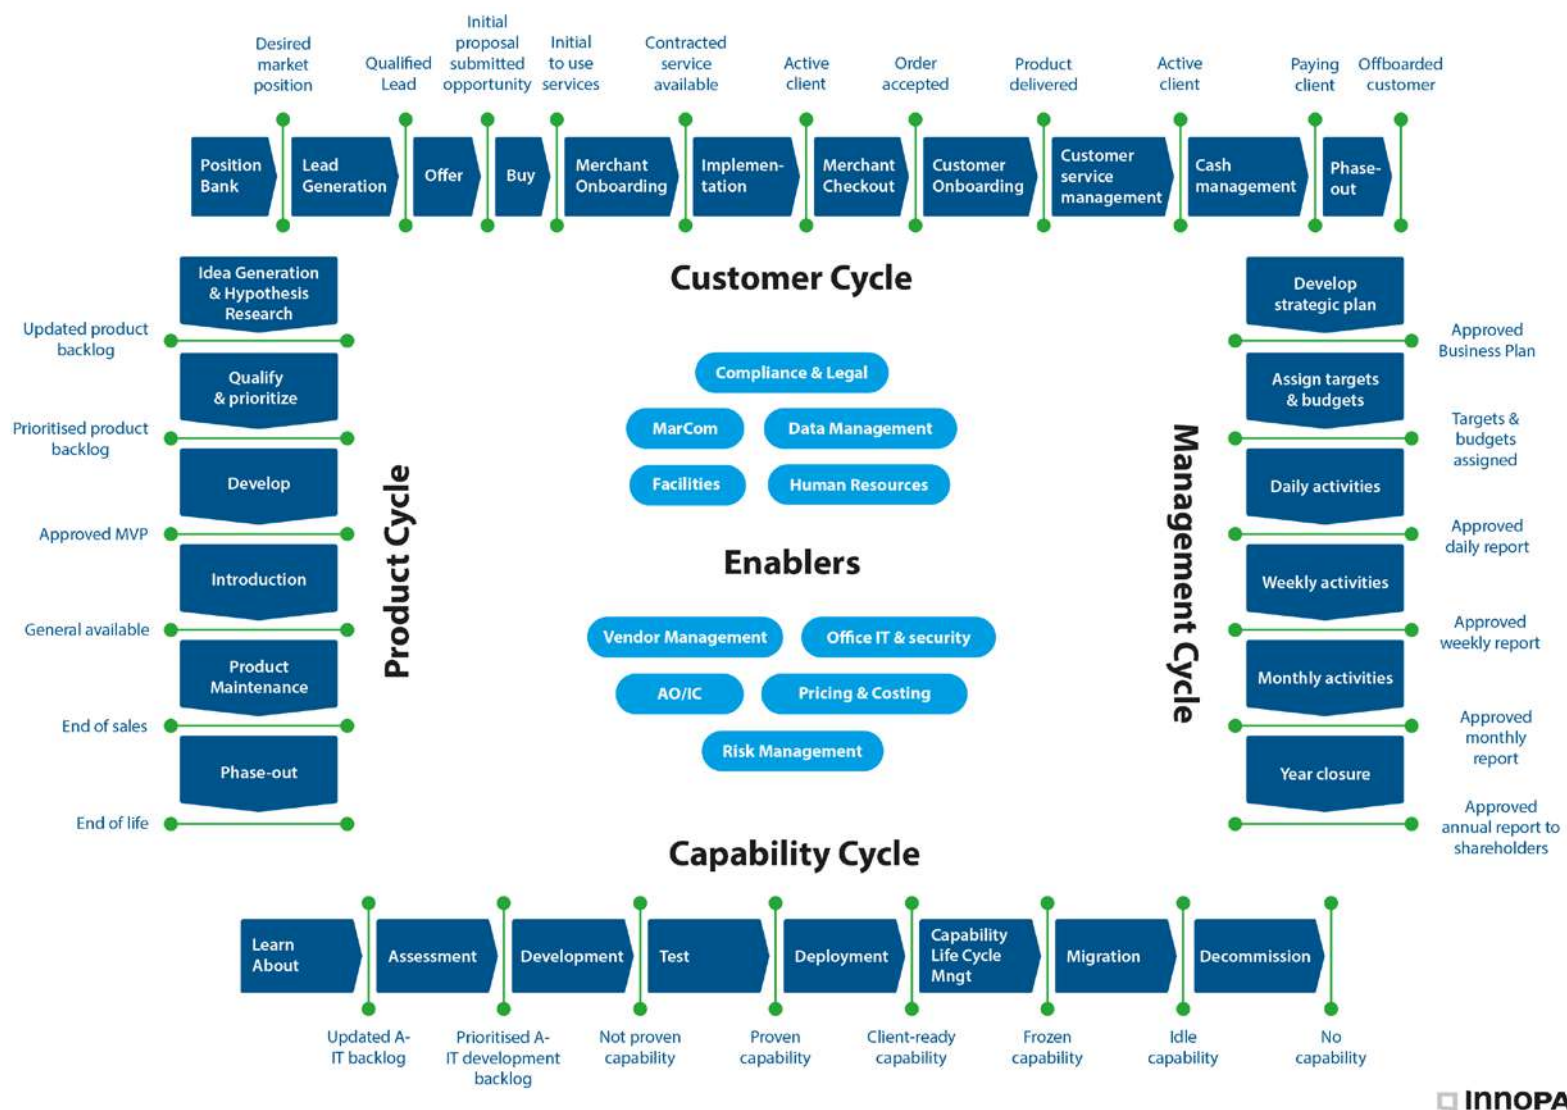 Desired
market
position
Qualified
Lead
Initial
proposal
submitted
opportunity
Initial
to use
services
Contracted
service
available
Active
client
Order
accepted
Product
delivered
Active
client
Paying
client
Offboarded
customer
Position
Bank
Lead
Generation
Offer
Buy
Merchant
Onboarding
Implemen-
tation
Merchant
Checkout
Customer
Onboarding
Customer
service
management
Cash
management
Phase-
out
Customer Cycle
Idea Generation
& Hypothesis
Research
Updated product
backlog
Qualify
& prioritize
Prioritised product
backlog
Develop
Approved MVP
Introduction
General available
Product
Maintenance
End of sales
Phase-out
End of life
Product Cycle
Compliance & Legal
MarCom
Data Management
Facilities
Human Resources
Enablers
Vendor Management
Office IT & security
AO/IC
Pricing & Costing
Risk Management
Management Cycle
Develop
strategic plan
Approved
Business Plan
Assign targets
& budgets
Targets &
budgets
assigned
Daily activities
Approved
daily report
Weekly activities
Approved
weekly report
Monthly activities
Approved
monthly
report
Year closure
Approved
annual report to
shareholders
Capability Cycle
Learn
About
Assessment
Development
Test
Deployment
Capability
Life Cycle
Mngt
Migration
Decommission
Updated A-
IT backlog
Prioritised A-
IT development
backlog
Not proven
capability
Proven
capability
Client-ready
capability
Frozen
capability
Idle
capability
No
capability
INNOPA